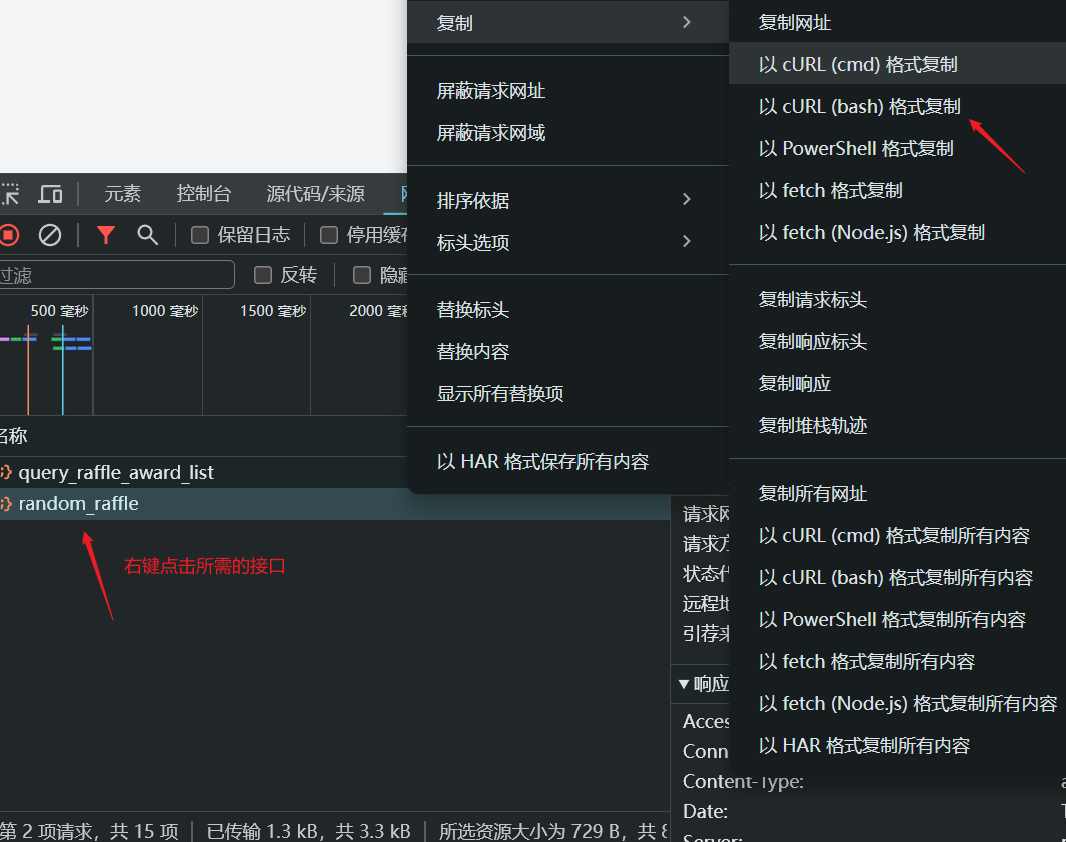 复制
屏蔽请求网址
屏蔽请求网域
排序依据
标头选项
替换标头
替换内容
显示所有替换项
以 HAR 格式保存所有内容
复制网址
以 cURL (cmd) 格式复制
以 cURL (bash) 格式复制
以 PowerShell 格式复制
以 fetch 格式复制
以 fetch (Node.js) 格式复制
复制请求标头
复制响应标头
复制响应
复制堆栈轨迹
复制所有网址
以 cURL (cmd) 格式复制所有内容
以 cURL (bash) 格式复制所有内容
以 PowerShell 格式复制所有内容
以 fetch 格式复制所有内容
以 fetch (Node.js) 格式复制所有内容
以 HAR 格式复制所有内容
元素 控制台 源代码/来源
保留日志 停用缓存
过滤 反转 隐藏
500 毫秒 1000 毫秒 1500 毫秒 2000 毫秒
名称
query_raffle_award_list
random_raffle
右键点击所需的接口
请求网
请求方
状态代
远程地
引荐来
响应
Acces
Conn
Content-Type:
Date:
Server:
第 2 项请求，共 15 项 已传输 1.3 kB，共 3.3 kB 所选资源大小为 729 B，共 8